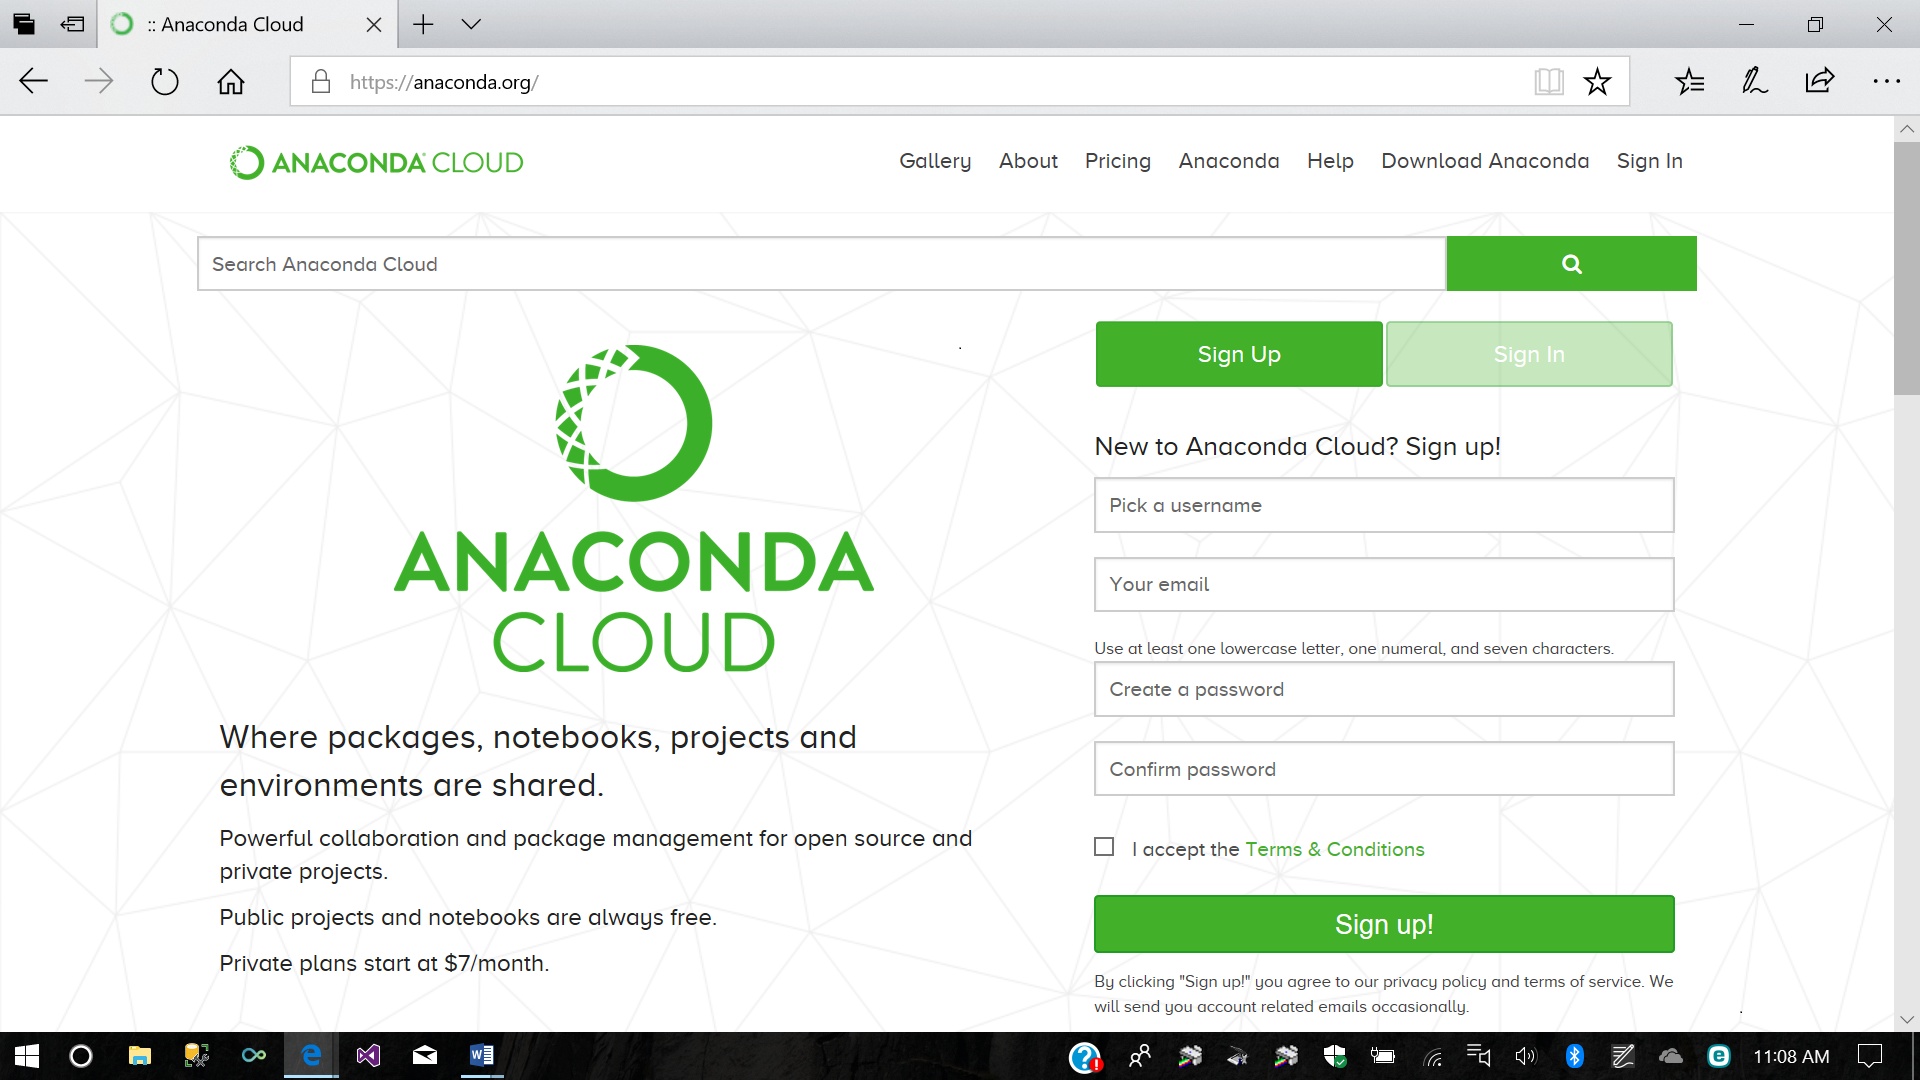 :: Anaconda Cloud
https://anaconda.org/
ANACONDA CLOUD
Gallery About Pricing Anaconda Help Download Anaconda Sign In
Search Anaconda Cloud
Sign Up Sign In
ANACONDA
CLOUD
New to Anaconda Cloud? Sign up!
Pick a username
Your email
Use at least one lowercase letter, one numeral, and seven characters.
Create a password
Confirm password
I accept the Terms & Conditions
Sign up!
By clicking "Sign up!" you agree to our privacy policy and terms of service. We
will send you account related emails occasionally.
Where packages, notebooks, projects and
environments are shared.
Powerful collaboration and package management for open source and
private projects.
Public projects and notebooks are always free.
Private plans start at $7/month.
11:08 AM